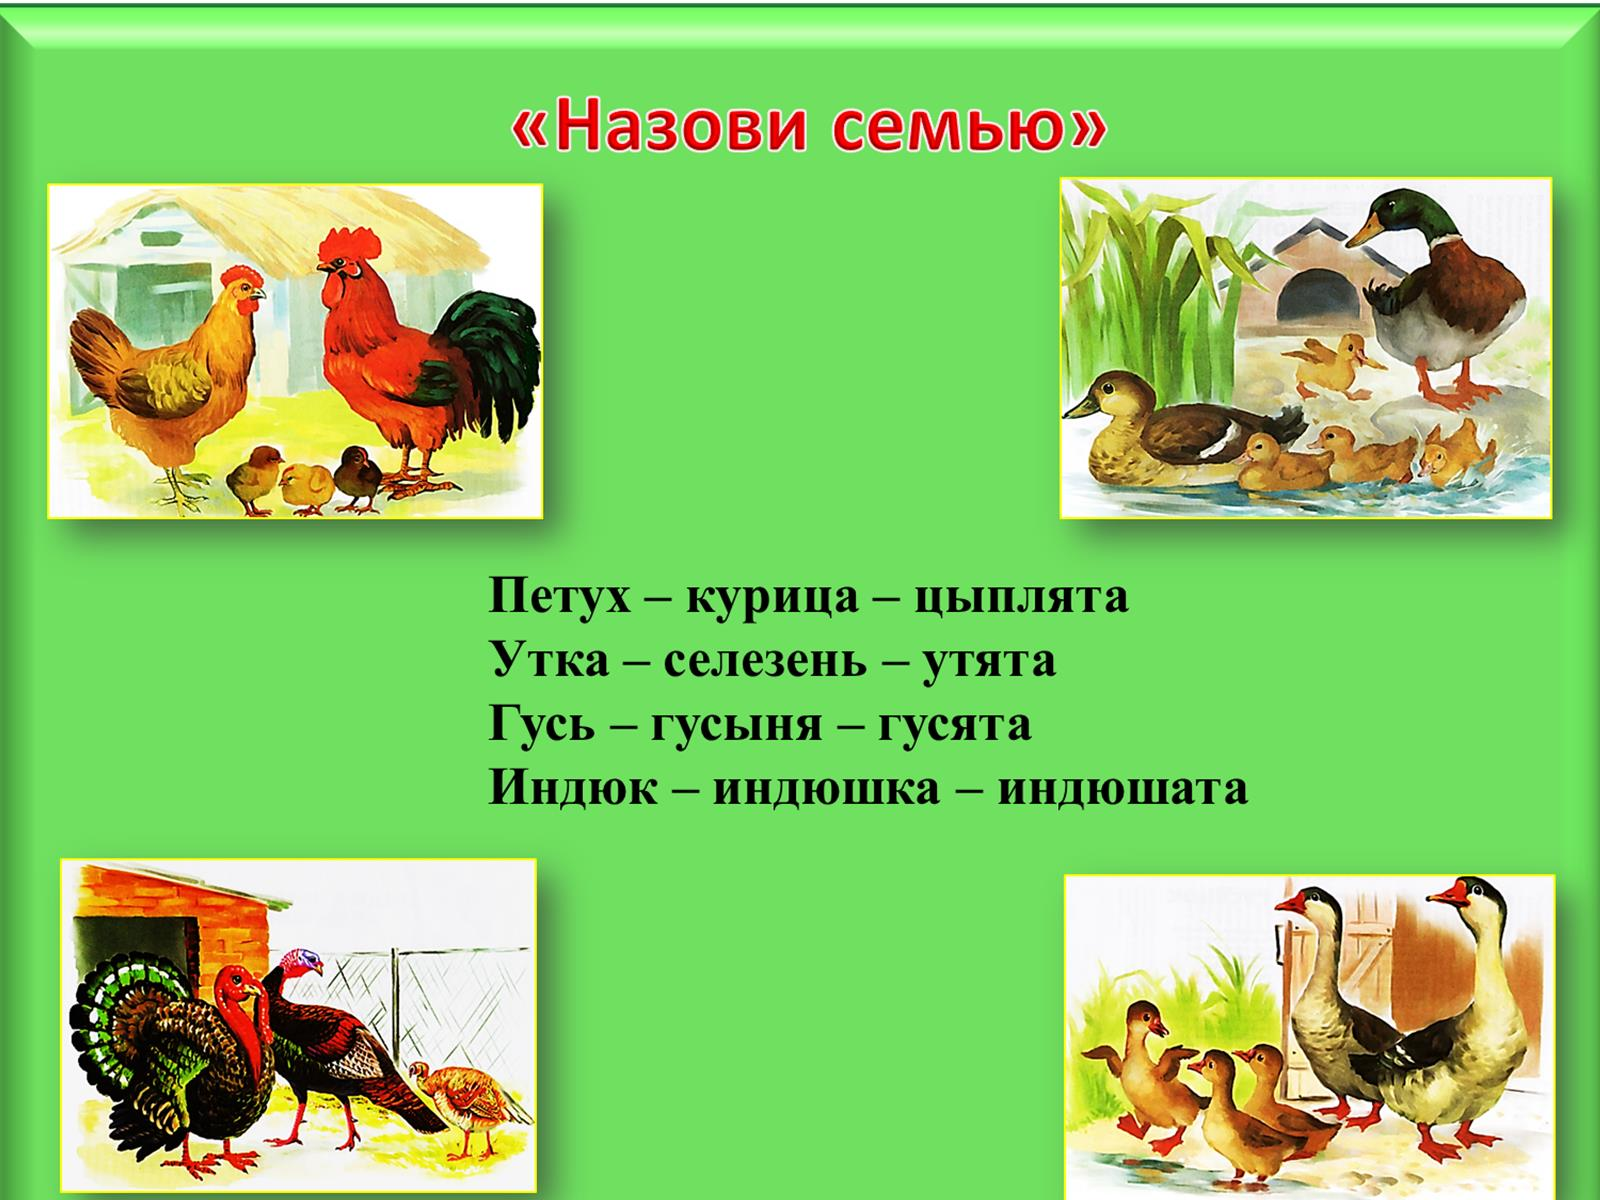 «Назови семью»
Петух – курица – цыплята
Утка – селезень – утята
Гусь – гусыня – гусята
Индюк – индюшка – индюшата